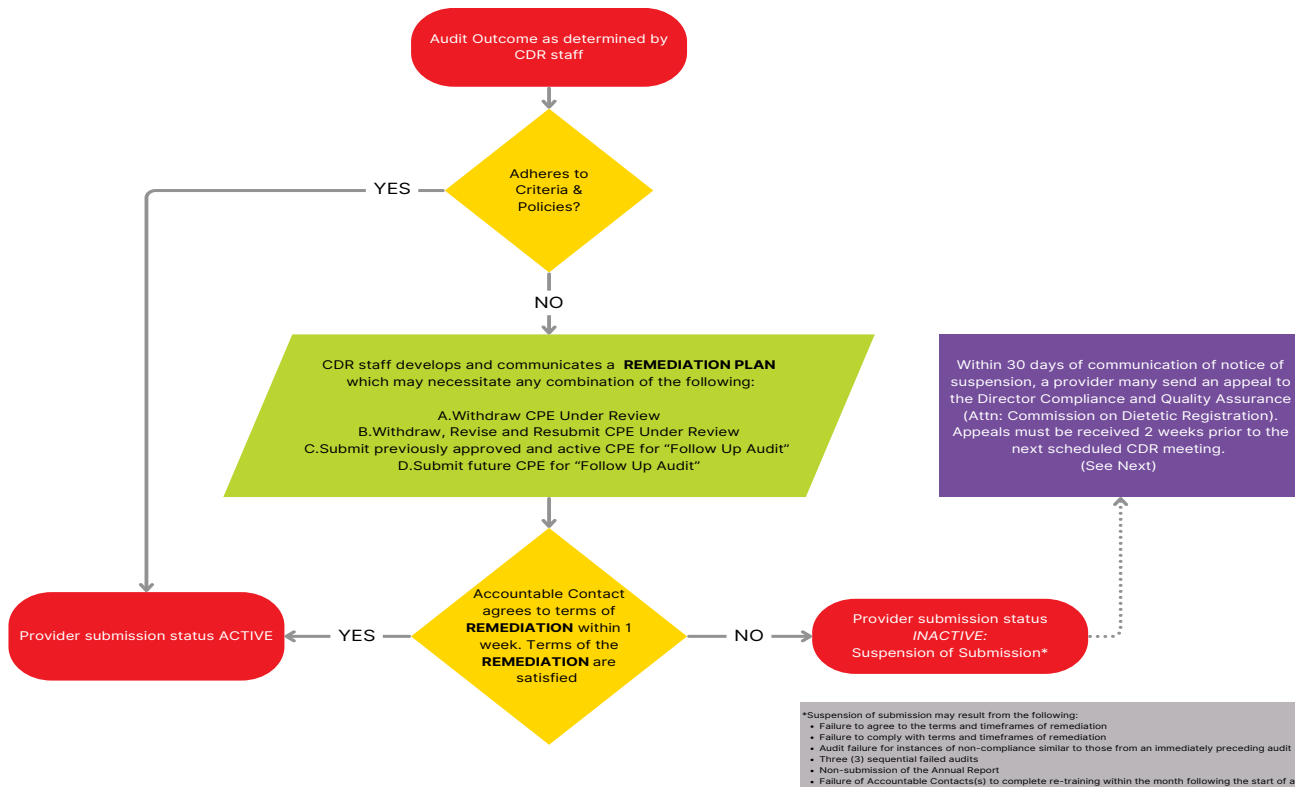 Audit Outcome as determined by
CDR staff
Adheres to
Criteria &
Policies?
YES
NO
CDR staff develops and communicates a REMEDIATION PLAN
which may necessitate any combination of the following:
A.Withdraw CPE Under Review
B.Withdraw, Revise and Resubmit CPE Under Review
C.Submit previously approved and active CPE for “Follow Up Audit”
D.Submit future CPE for “Follow Up Audit”
Within 30 days of communication of notice of
suspension, a provider many send an appeal to
the Director Compliance and Quality Assurance
(Attn: Commission on Dietetic Registration).
Appeals must be received 2 weeks prior to the
next scheduled CDR meeting.
(See Next)
Provider submission status ACTIVE
YES
Accountable Contact
agrees to terms of
REMEDIATION within 1
week. Terms of the
REMEDIATION are
satisfied
NO
Provider submission status
INACTIVE:
Suspension of Submission*
*Suspension of submission may result from the following:
• Failure to agree to the terms and timeframes of remediation
• Failure to comply with terms and timeframes of remediation
• Audit failure for instances of non-compliance similar to those from an immediately preceding audit
• Three (3) sequential failed audits
• Non-submission of the Annual Report
• Failure of Accountable Contacts(s) to complete re-training within the month following the start of a